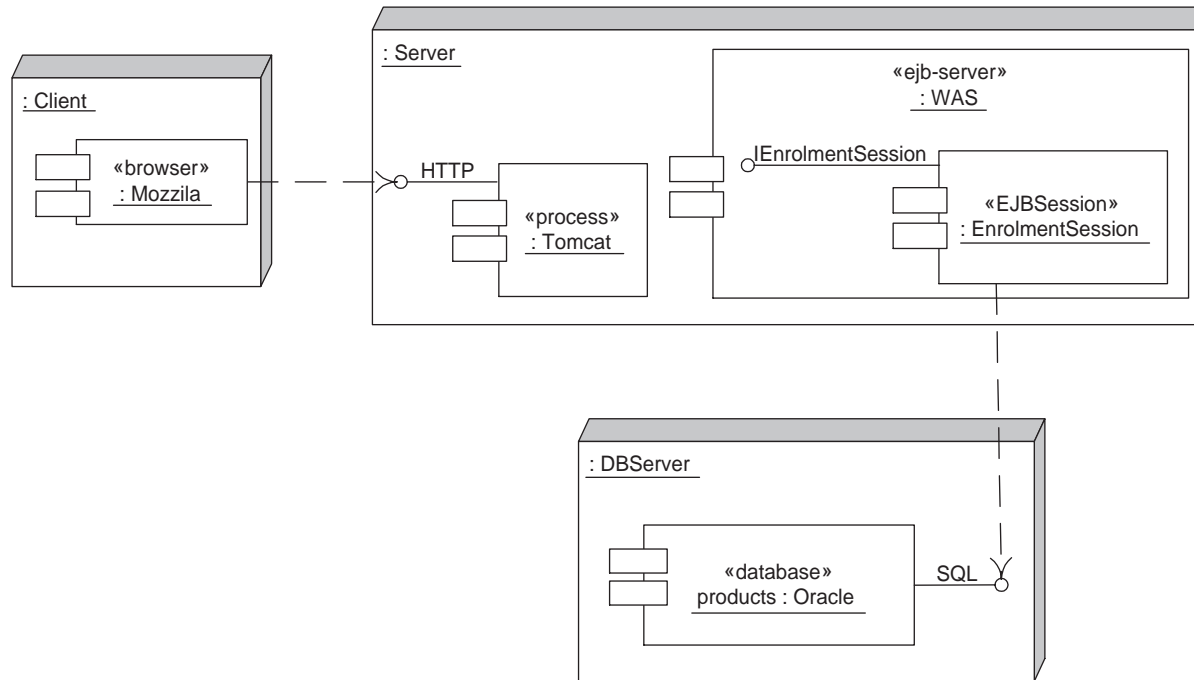 : Client
«browser»
: Mozzila
: Server
HTTP
«process»
: Tomcat
«ejb-server»
: WAS
IEnrolmentSession
«EJBSession»
: EnrolmentSession
: DBServer
«database»
products : Oracle
SQL